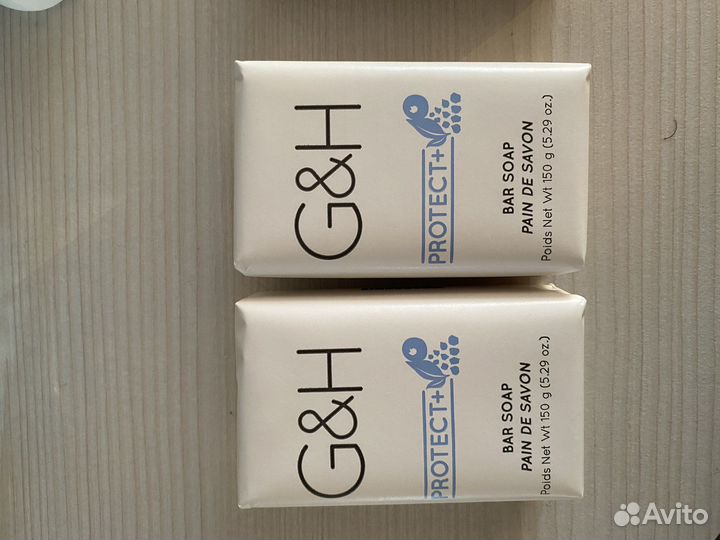 G&H
PROTECT+
BAR SOAP
PAIN DE SAVON
Poids Net Wt 150 g (5.29 oz.)
G&H
PROTECT+
BAR SOAP
PAIN DE SAVON
Poids Net Wt 150 g (5.29 oz.)
Avito